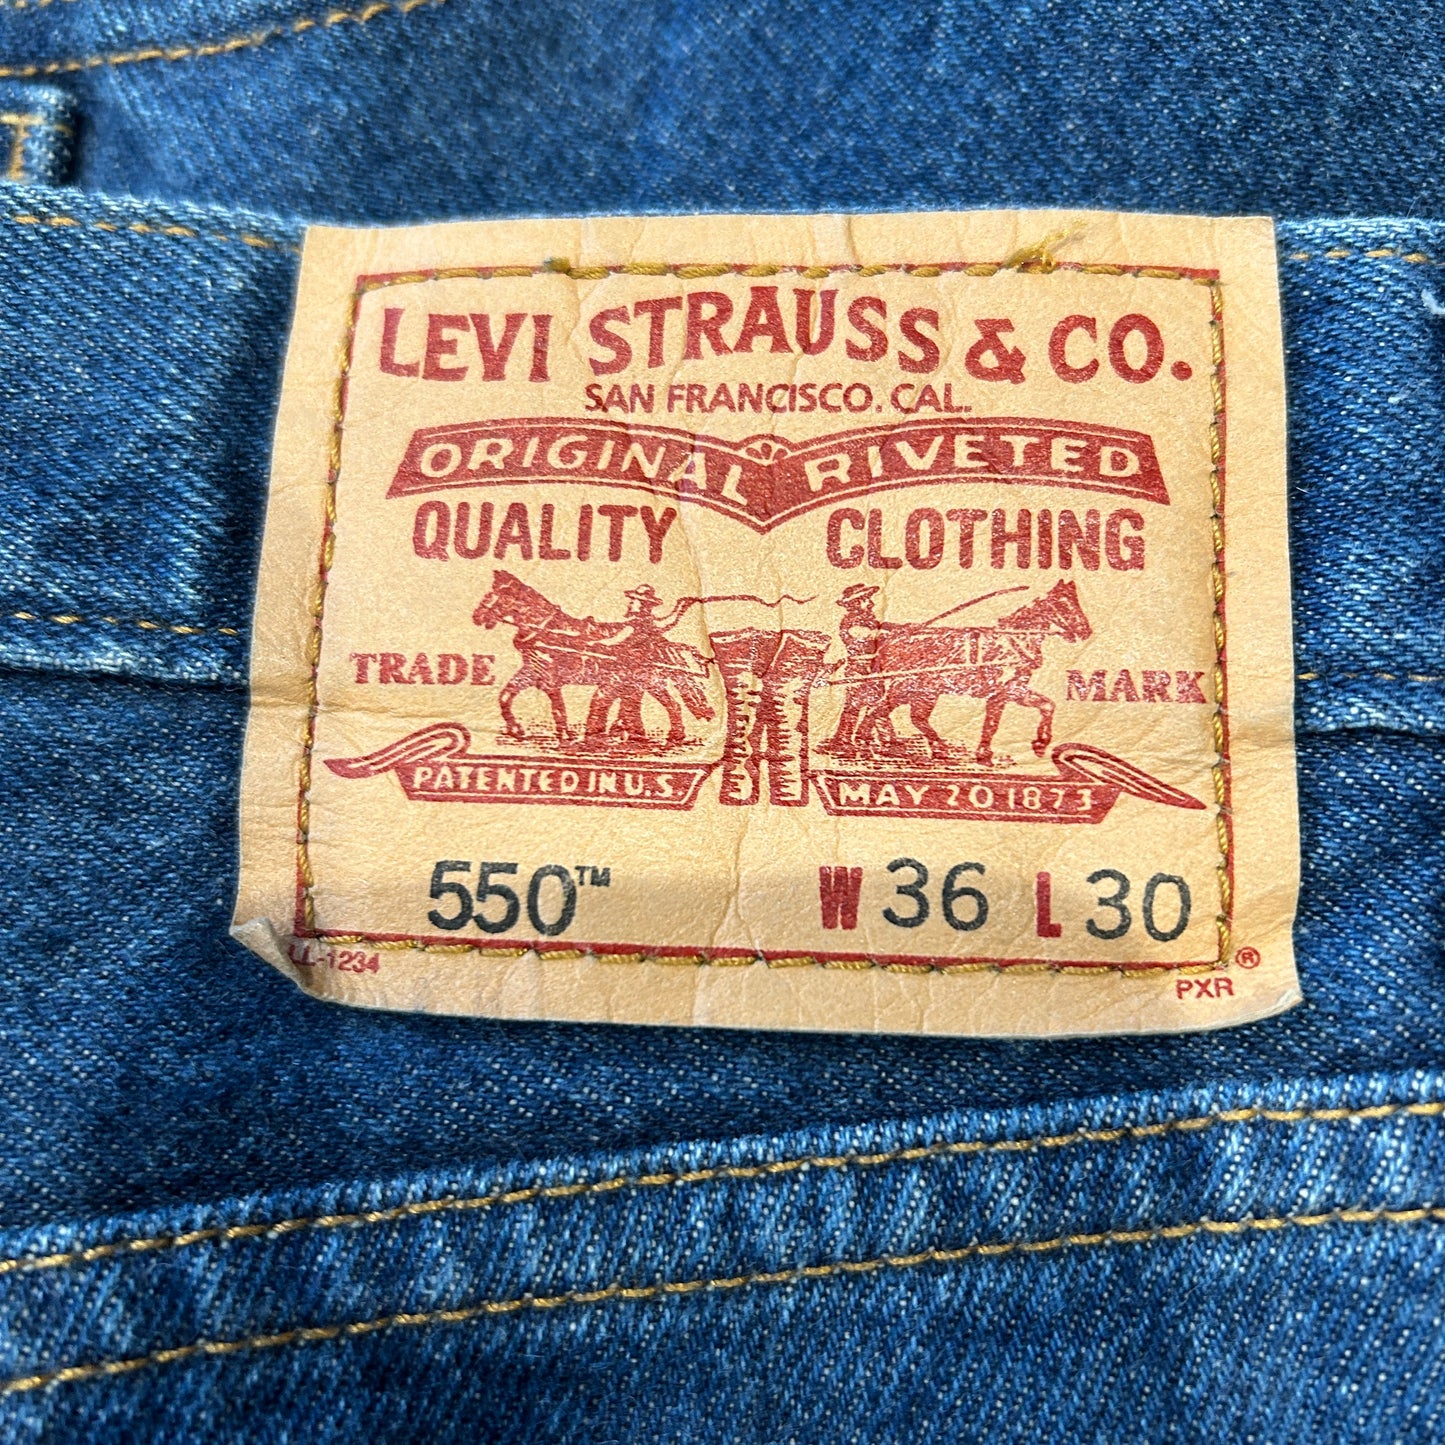 LEVI STRAUSS & CO.
SAN FRANCISCO. CAL.
ORIGINAL RIVETED
QUALITY CLOTHING
TRADE MARK
PATENTED IN U.S. MAY 20 1873
550™ W 36 L 30
LL-1234 ®
PXR